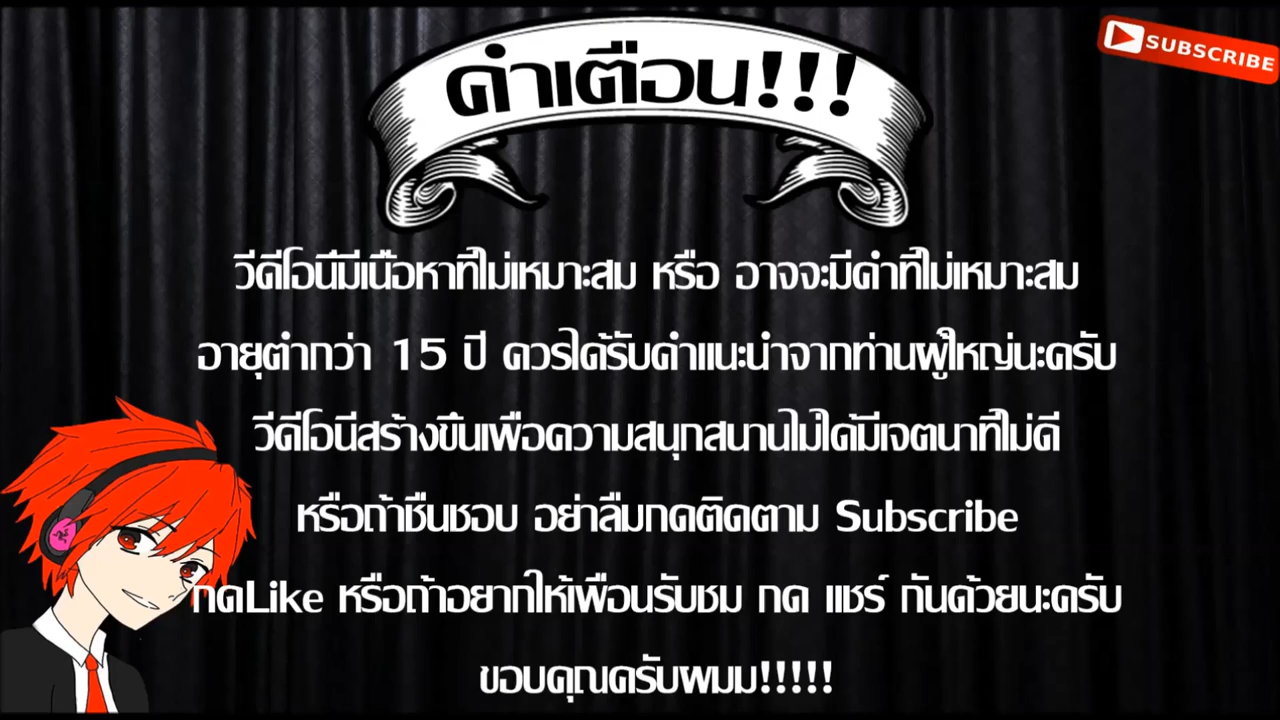 คำเตือน!!!
SUBSCRIBE
วีดีโอนี้มีเนื้อหาที่ไม่เหมาะสม หรือ อาจจะมีคำที่ไม่เหมาะสม
อายุต่ำกว่า 15 ปี ควรได้รับคำแนะนำจากท่านผู้ใหญ่นะครับ
วีดีโอนี้สร้างขึ้นเพื่อความสนุกสนานไม่ได้มีเจตนาที่ไม่ดี
หรือถ้าชื่นชอบ อย่าลืมกดติดตาม Subscribe
กดLike หรือถ้าอยากให้เพื่อนรับชม กด แชร์ กันด้วยนะครับ
ขอบคุณครับผมม!!!!!